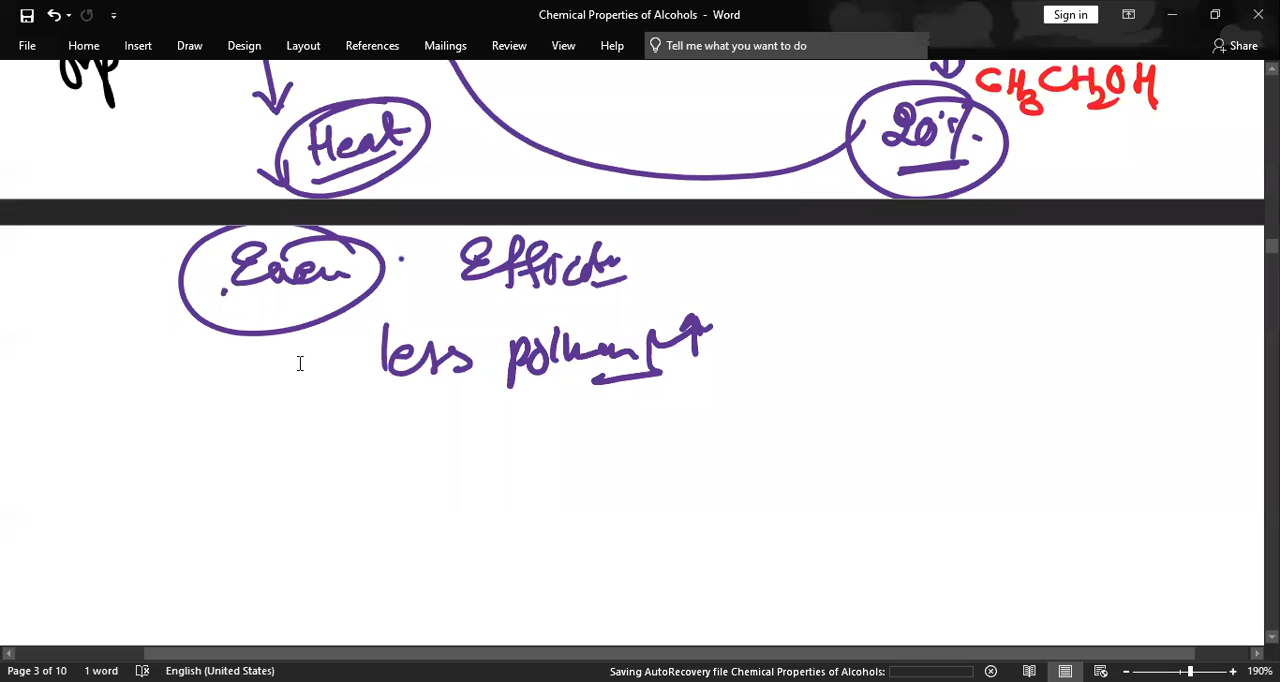 Chemical Properties of Alcohols - Word
Sign in
File Home Insert Draw Design Layout References Mailings Review View Help Tell me what you want to do Share
CH3CH2OH
Heat
20%
less
Page 3 of 10 1 word English (United States) Saving AutoRecovery file Chemical Properties of Alcohols: 190%